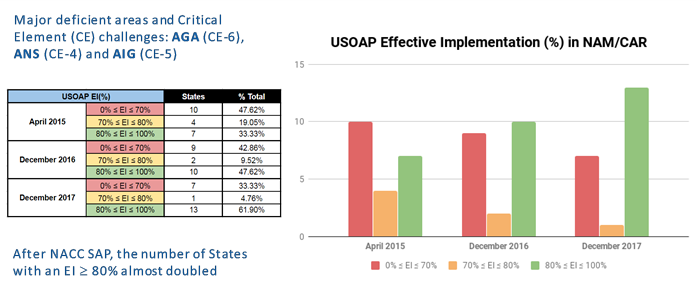 Major deficient areas and Critical
Element (CE) challenges: AGA (CE-6),
ANS (CE-4) and AIG (CE-5)
USOAP EI(%) States % Total
April 2015
0% ≤ EI ≤ 70% 10 47.62%
70% ≤ EI ≤ 80% 4 19.05%
80% ≤ EI ≤ 100% 7 33.33%
December 2016
0% ≤ EI ≤ 70% 9 42.86%
70% ≤ EI ≤ 80% 2 9.52%
80% ≤ EI ≤ 100% 10 47.62%
December 2017
0% ≤ EI ≤ 70% 7 33.33%
70% ≤ EI ≤ 80% 1 4.76%
80% ≤ EI ≤ 100% 13 61.90%
After NACC SAP, the number of States
with an EI ≥ 80% almost doubled
USOAP Effective Implementation (%) in NAM/CAR
15
10
5
0
April 2015 December 2016 December 2017
0% ≤ EI ≤ 70% 70% ≤ EI ≤ 80% 80% ≤ EI ≤ 100%